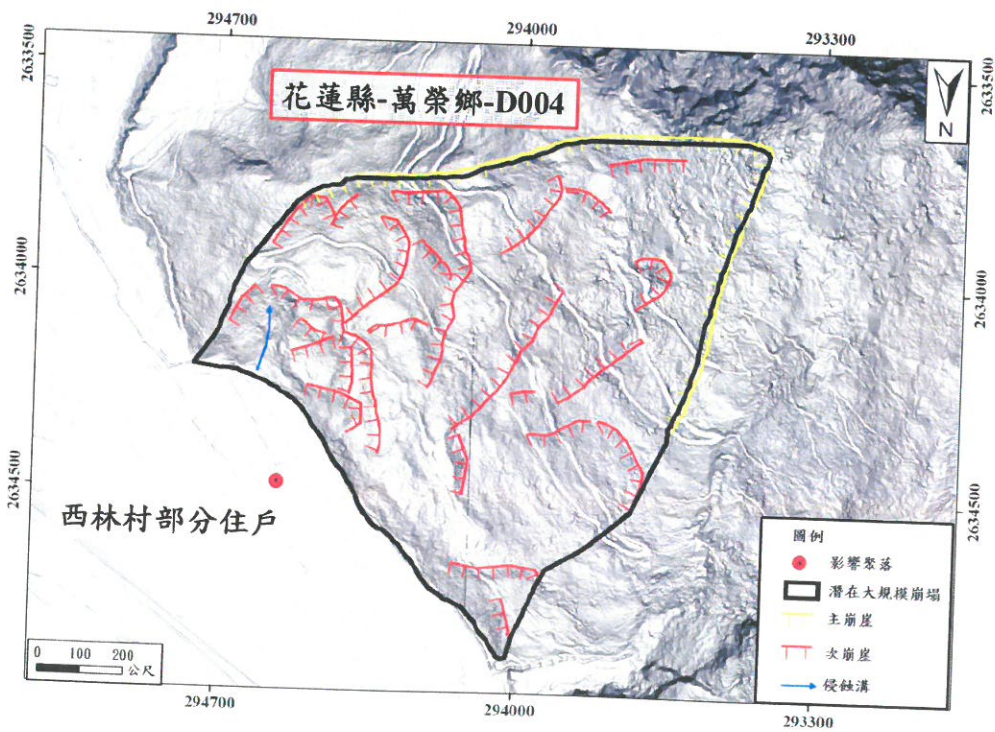 294700
294000
293300
2633500
2633500
花蓮縣-萬榮鄉-D004
N
2634000
2634000
2634500
2634500
西林村部分住戶
圖例
影響聚落
潛在大規模崩塌
主崩崖
次崩崖
侵蝕溝
0 100 200
公尺
294700
294000
293300